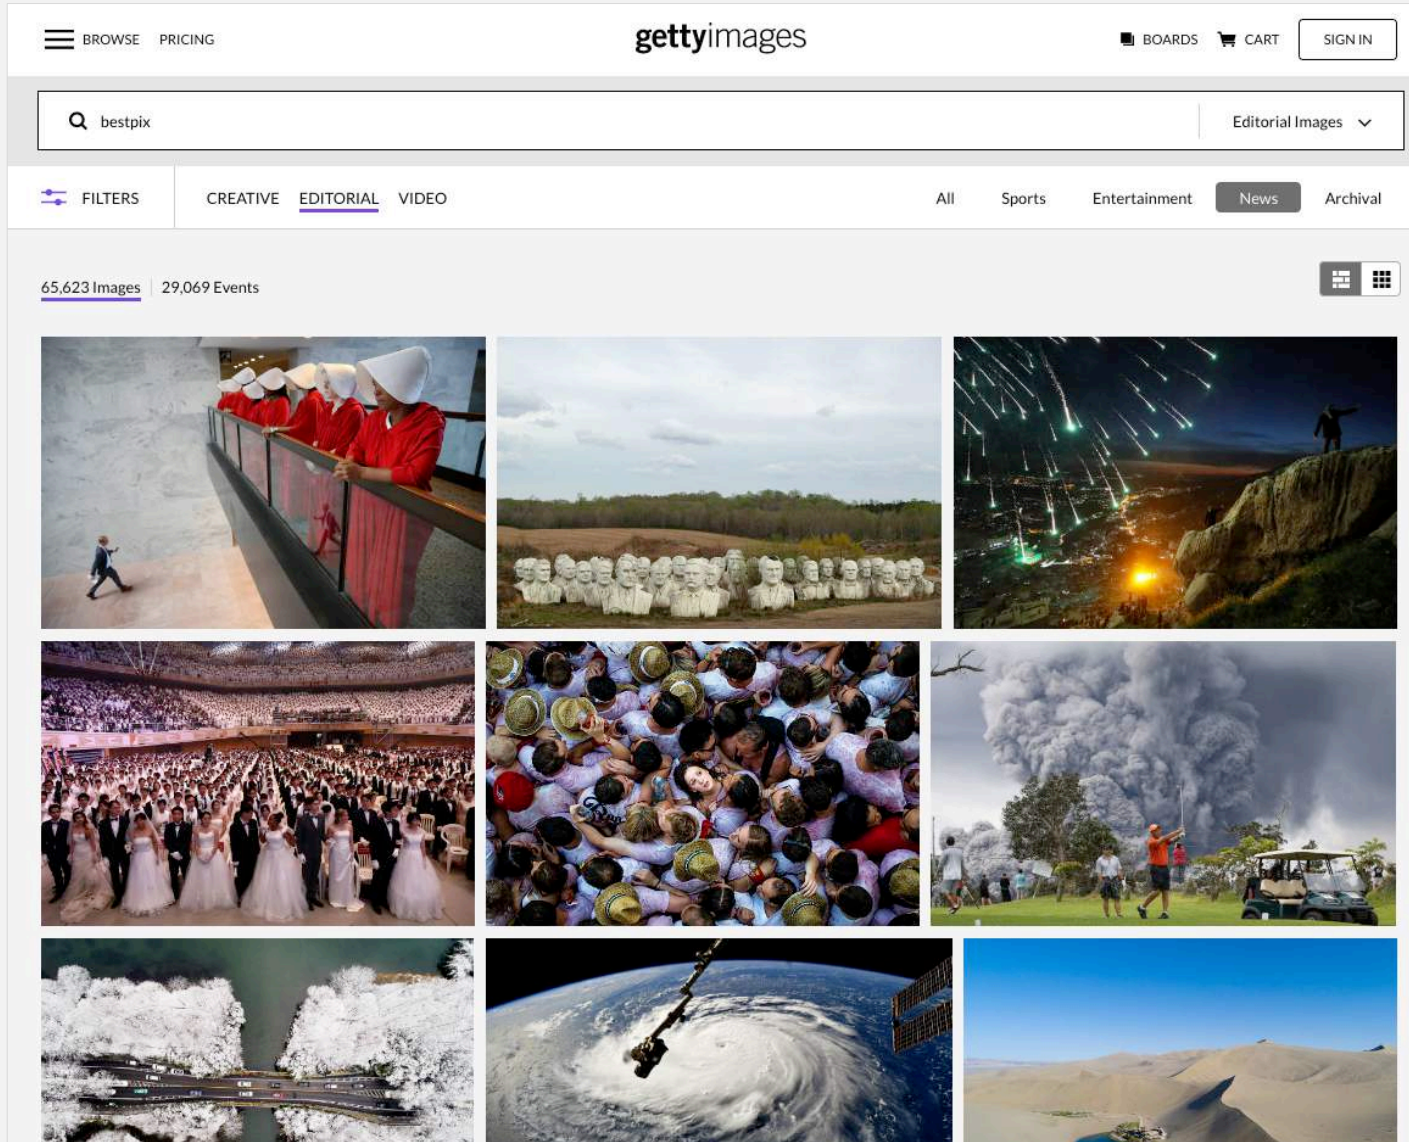 BROWSE PRICING gettyimages BOARDS CART SIGN IN
bestpix Editorial Images
FILTERS CREATIVE EDITORIAL VIDEO All Sports Entertainment News Archival
65,623 Images 29,069 Events